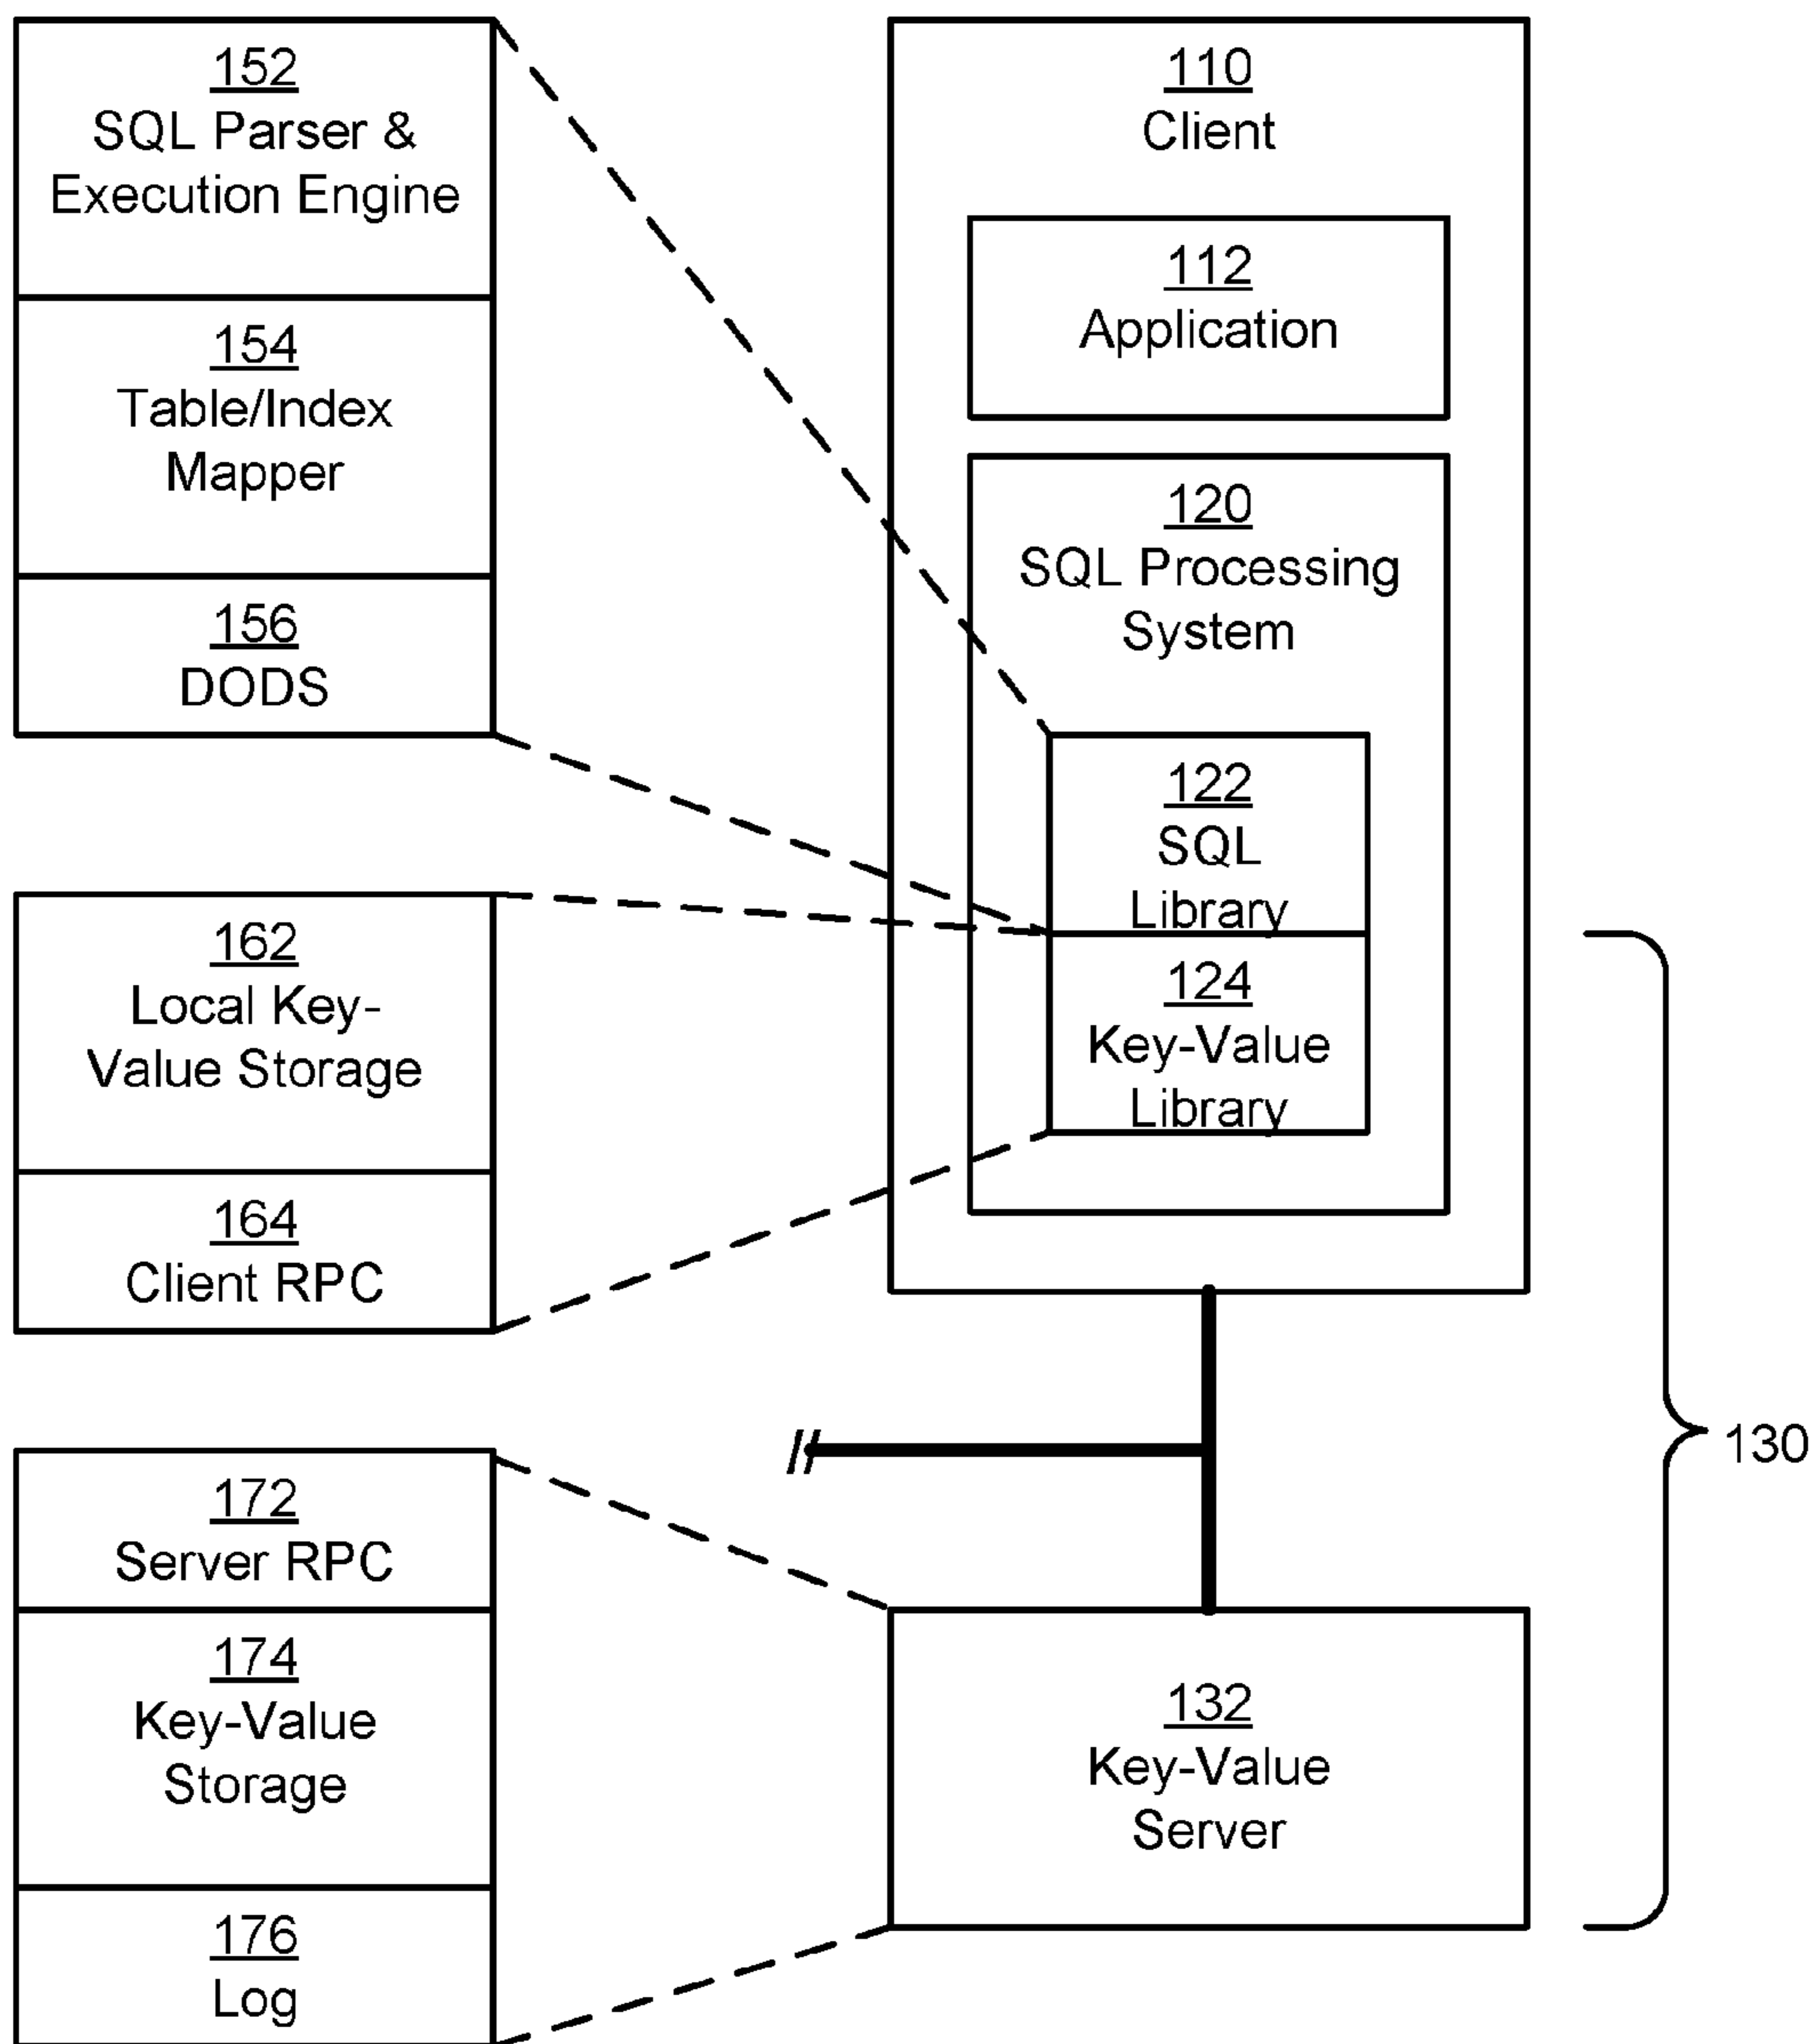 152
SQL Parser &
Execution Engine
154
Table/Index
Mapper
156
DODS
162
Local Key-
Value Storage
164
Client RPC
172
Server RPC
174
Key-Value
Storage
176
Log
110
Client
112
Application
120
SQL Processing
System
122
SQL
Library
124
Key-Value
Library
132
Key-Value
Server
130